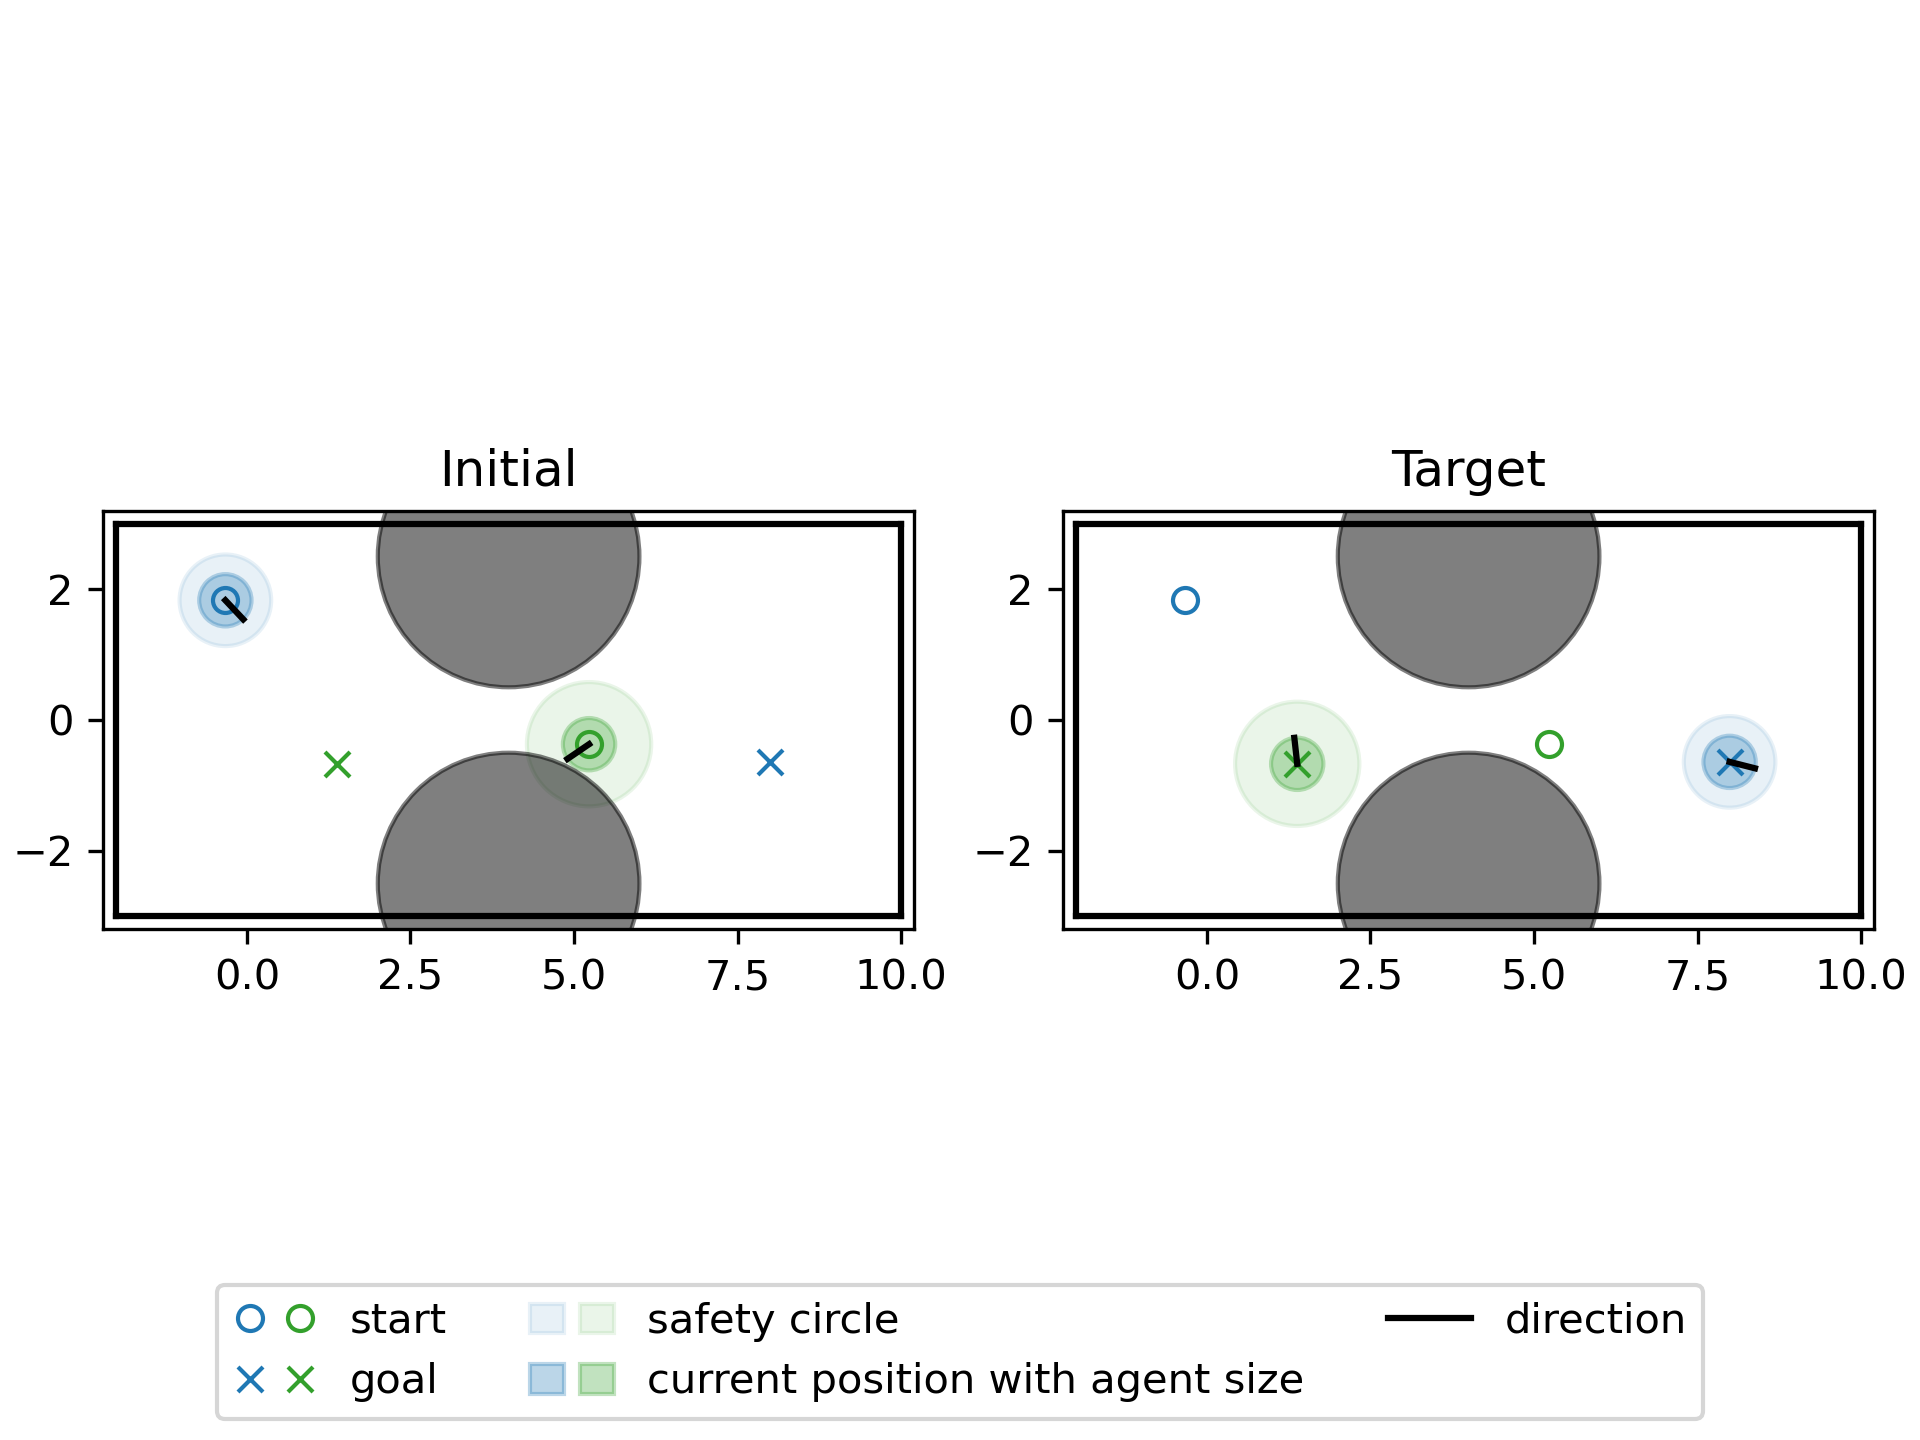 Initial
Target
2
0
−2
0.0 2.5 5.0 7.5 10.0
2
0
−2
0.0 2.5 5.0 7.5 10.0
start
goal
safety circle
current position with agent size
direction